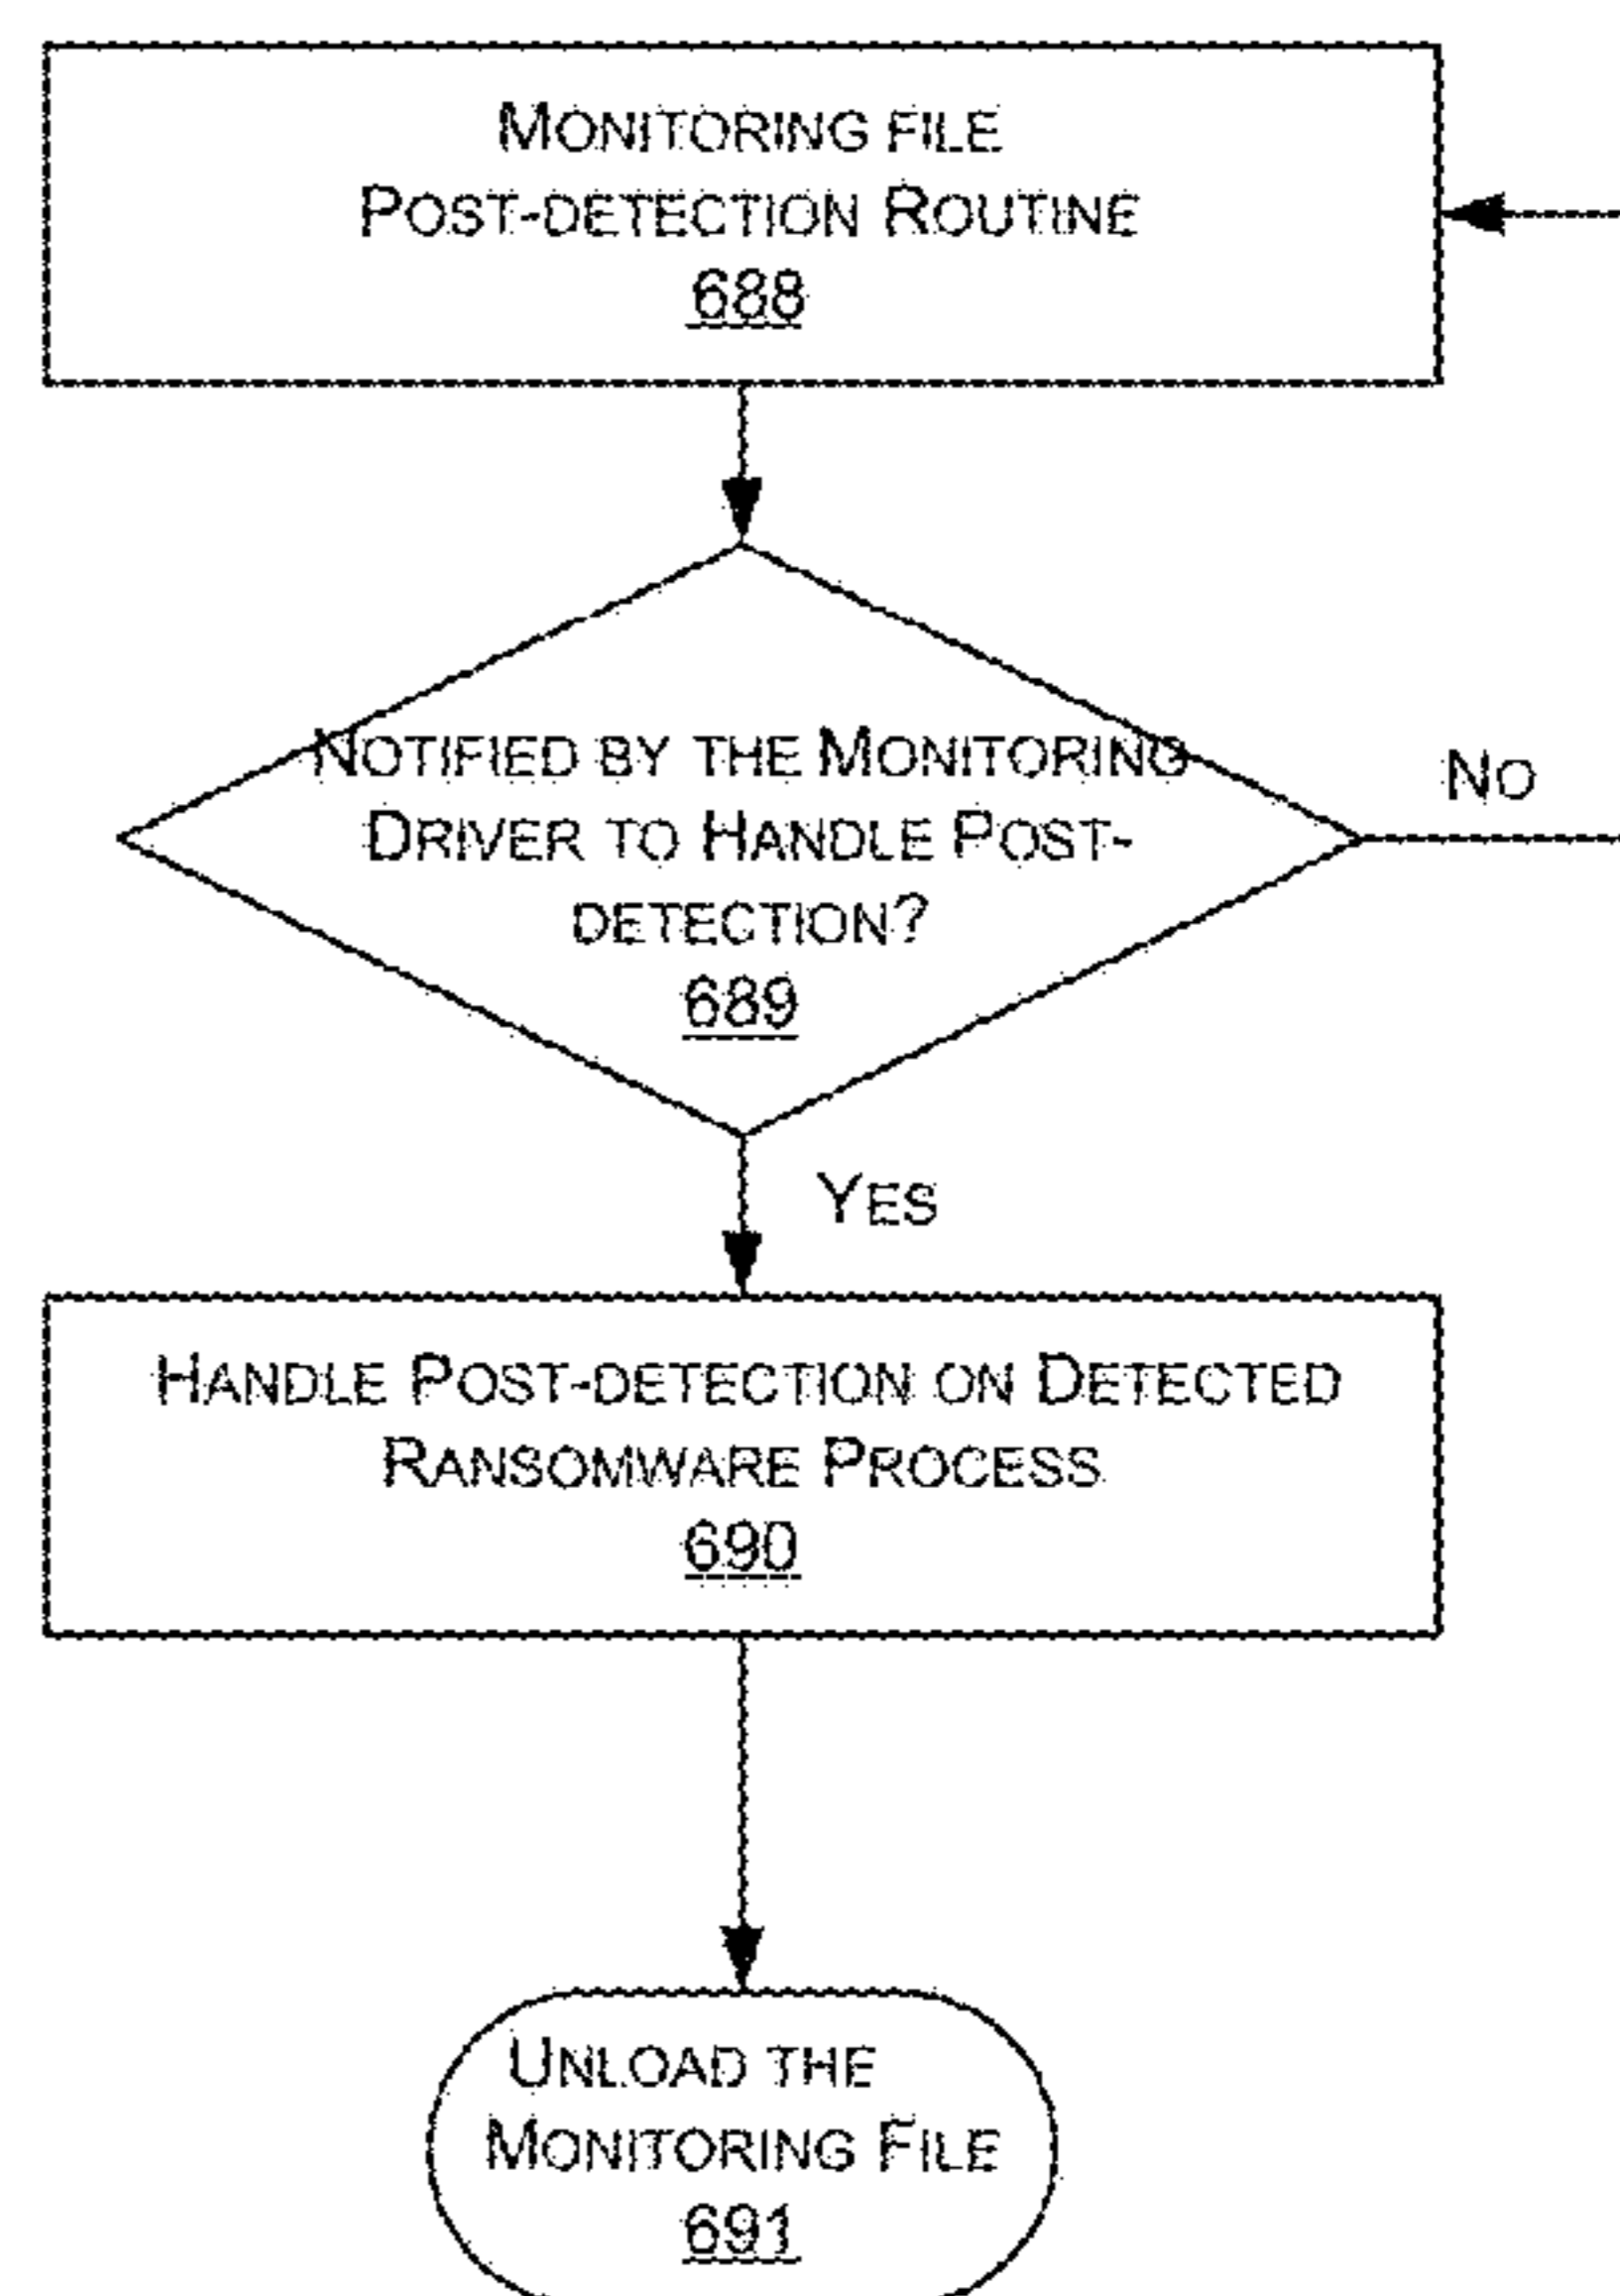 MONITORING FILE
POST-DETECTION ROUTINE
688
NOTIFIED BY THE MONITORING
DRIVER TO HANDLE POST-
DETECTION?
689
NO
YES
HANDLE POST-DETECTION ON DETECTED
RANSOMWARE PROCESS
690
UNLOAD THE
MONITORING FILE
691